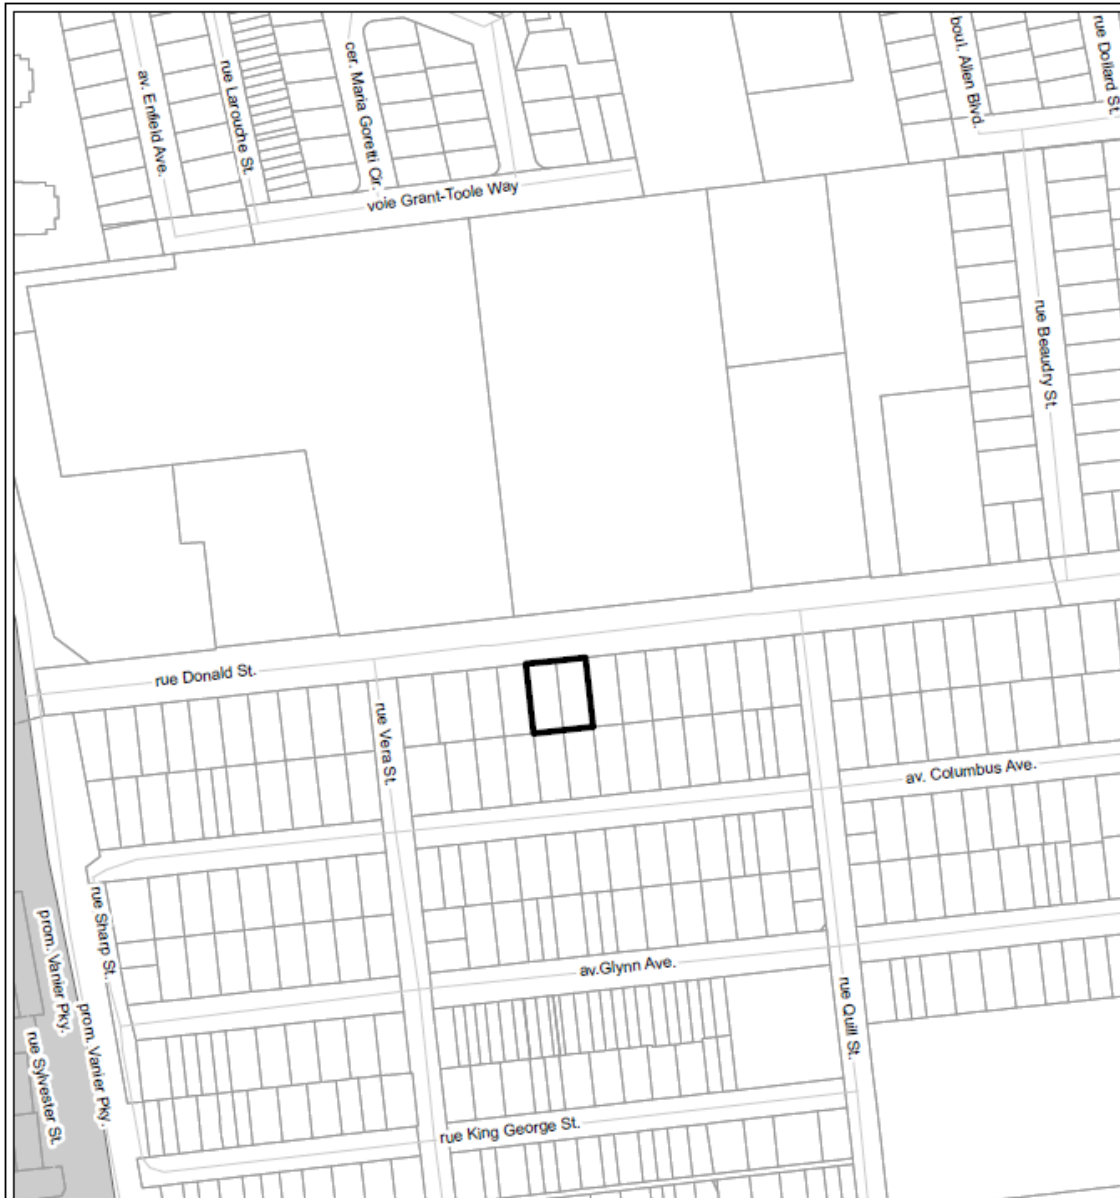 av. Enfield Ave.
rue Larouche St.
cer. Maria Goretti Cir.
boul. Allen Blvd.
rue Dollard St.
voie Grant-Toole Way
rue Beaudry St.
rue Donald St.
rue Vera St.
av. Columbus Ave.
rue Sharp St.
prom. Vanier Pky.
prom. Vanier Pky.
av.Glynn Ave.
rue Quill St.
rue Sylvester St.
rue King George St.